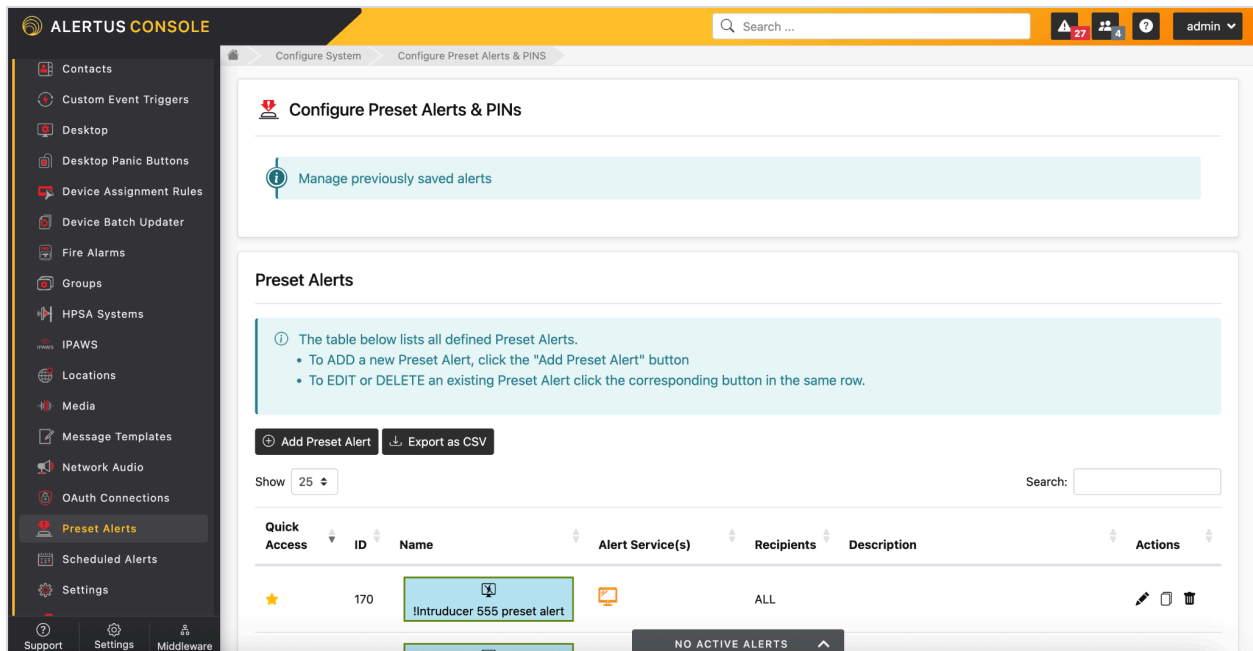 ALERTUS CONSOLE
Search ...
27
4
admin
Configure System
Configure Preset Alerts & PINS
Contacts
Custom Event Triggers
Desktop
Desktop Panic Buttons
Device Assignment Rules
Device Batch Updater
Fire Alarms
Groups
HPSA Systems
IPAWS
IPAWS
Locations
Media
Message Templates
Network Audio
OAuth Connections
Preset Alerts
Scheduled Alerts
Settings
Support
Settings
Middleware
Configure Preset Alerts & PINs
Manage previously saved alerts
Preset Alerts
The table below lists all defined Preset Alerts.
• To ADD a new Preset Alert, click the "Add Preset Alert" button
• To EDIT or DELETE an existing Preset Alert click the corresponding button in the same row.
Add Preset Alert
Export as CSV
Show 25
Search:
Quick Access ID Name Alert Service(s) Recipients Description Actions
170 !Intruducer 555 preset alert ALL
NO ACTIVE ALERTS